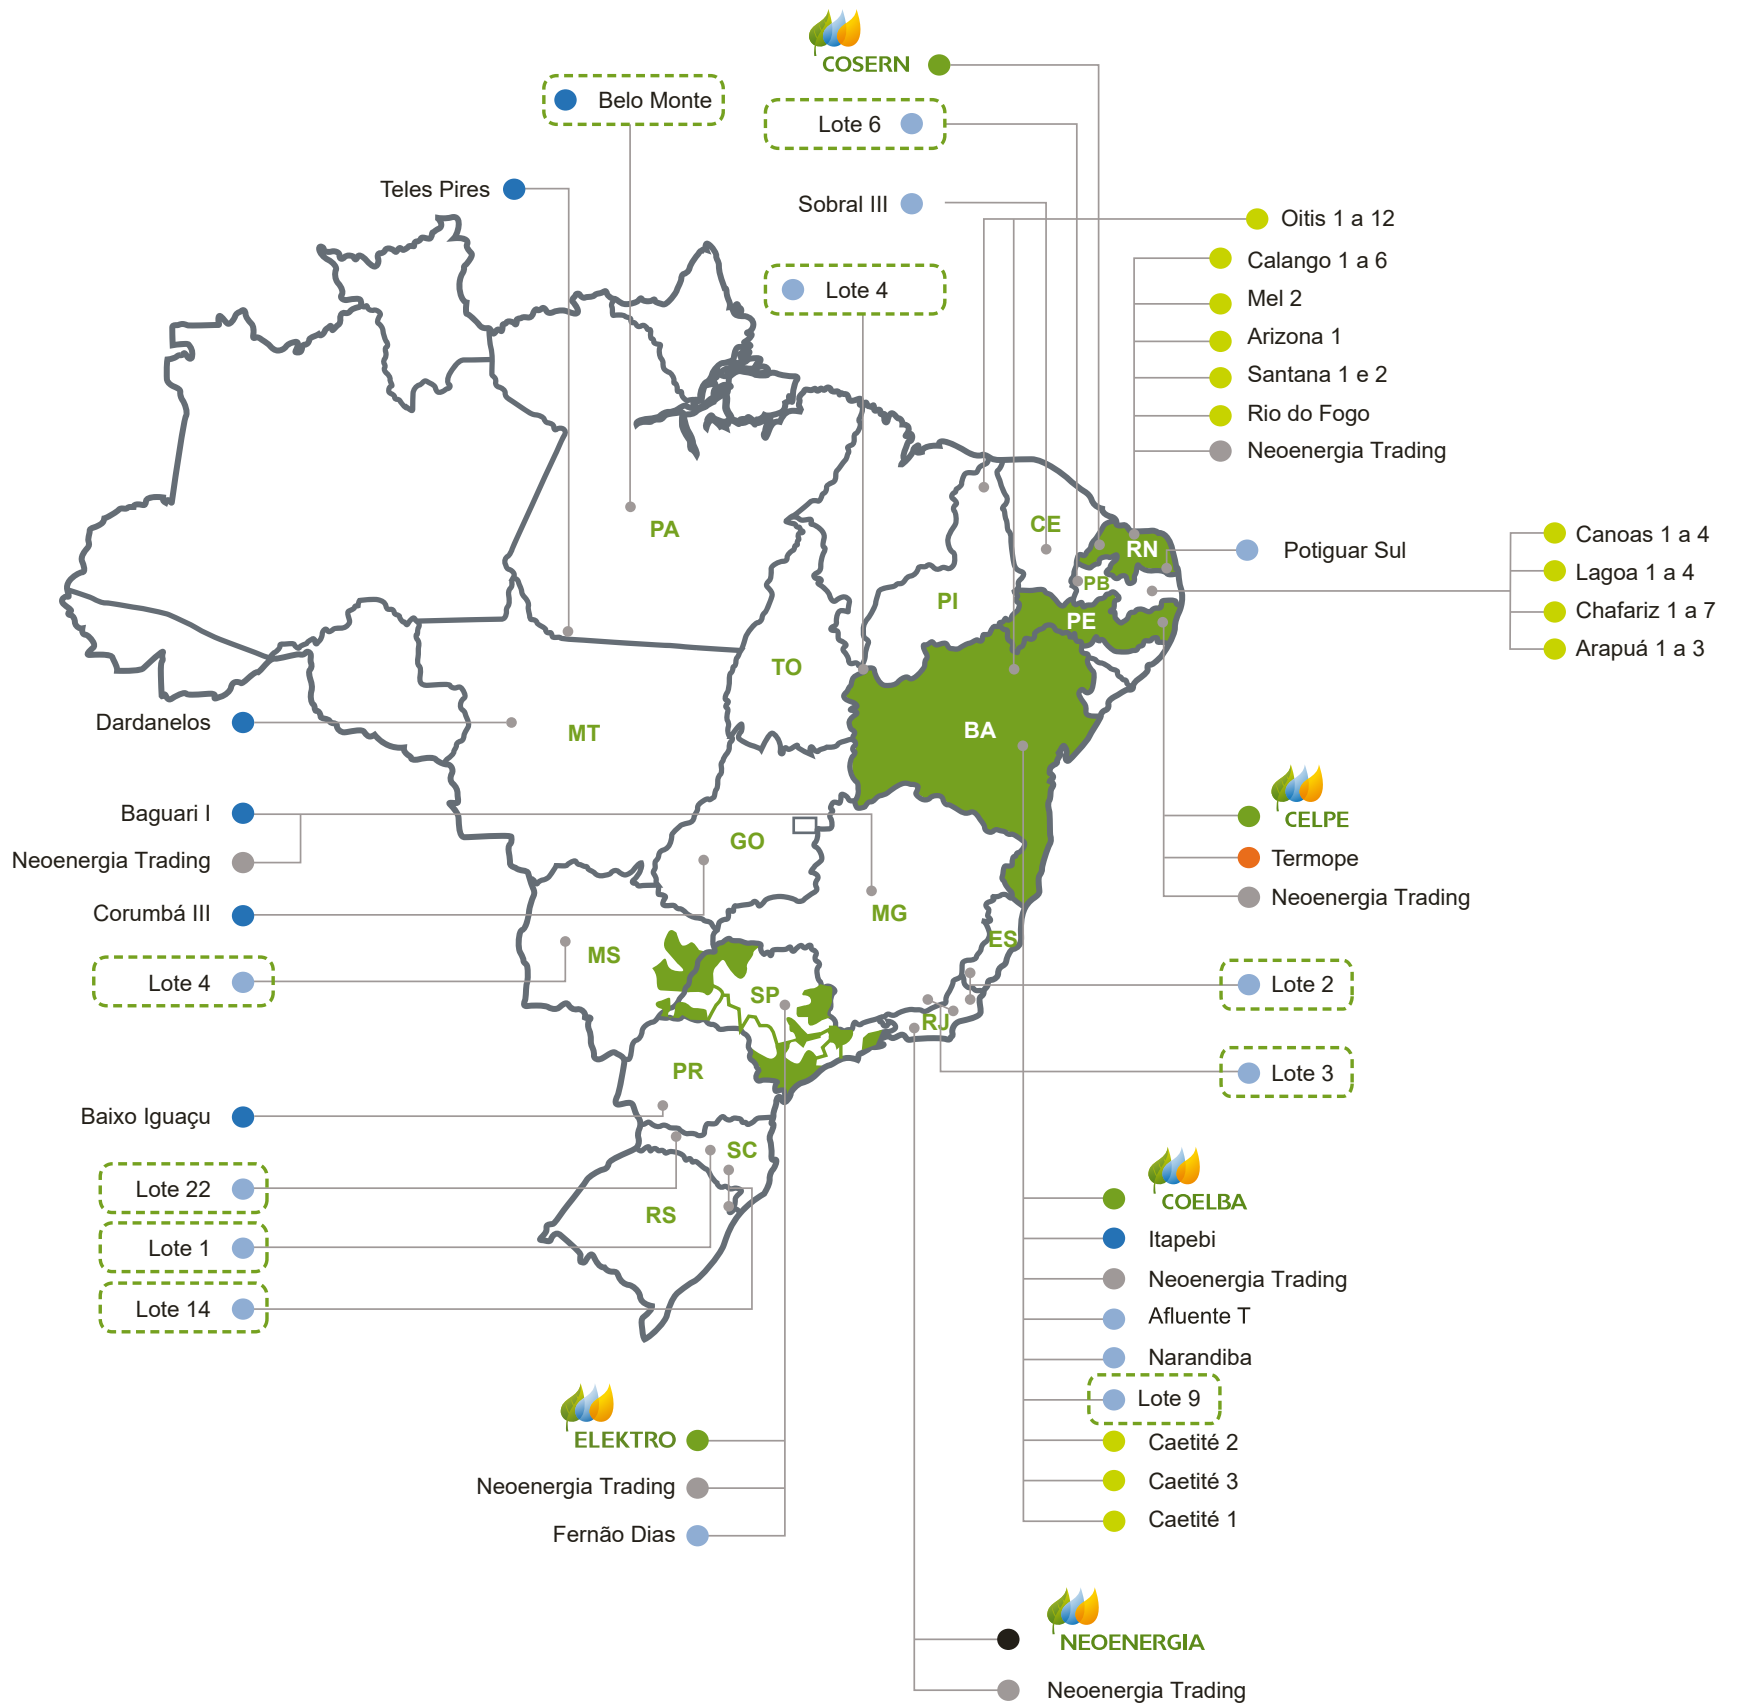 COSERN
Belo Monte
Lote 6
Teles Pires
Sobral III
Oitis 1 a 12
Calango 1 a 6
Lote 4
Mel 2
Arizona 1
Santana 1 e 2
Rio do Fogo
Neoenergia Trading
PA
CE
RN
Potiguar Sul
Canoas 1 a 4
Lagoa 1 a 4
Chafariz 1 a 7
Arapuá 1 a 3
PB
PI
PE
TO
BA
MT
Dardanelos
Baguari I
Neoenergia Trading
Corumbá III
Lote 4
GO
MG
MS
ES
SP
RJ
CELPE
Termope
Neoenergia Trading
Lote 2
Lote 3
PR
Baixo Iguaçu
SC
Lote 22
RS
Lote 1
Lote 14
COELBA
Itapebi
Neoenergia Trading
Afluente T
Narandiba
Lote 9
Caetité 2
Caetité 3
Caetité 1
ELEKTRO
Neoenergia Trading
Fernão Dias
NEOENERGIA
Neoenergia Trading